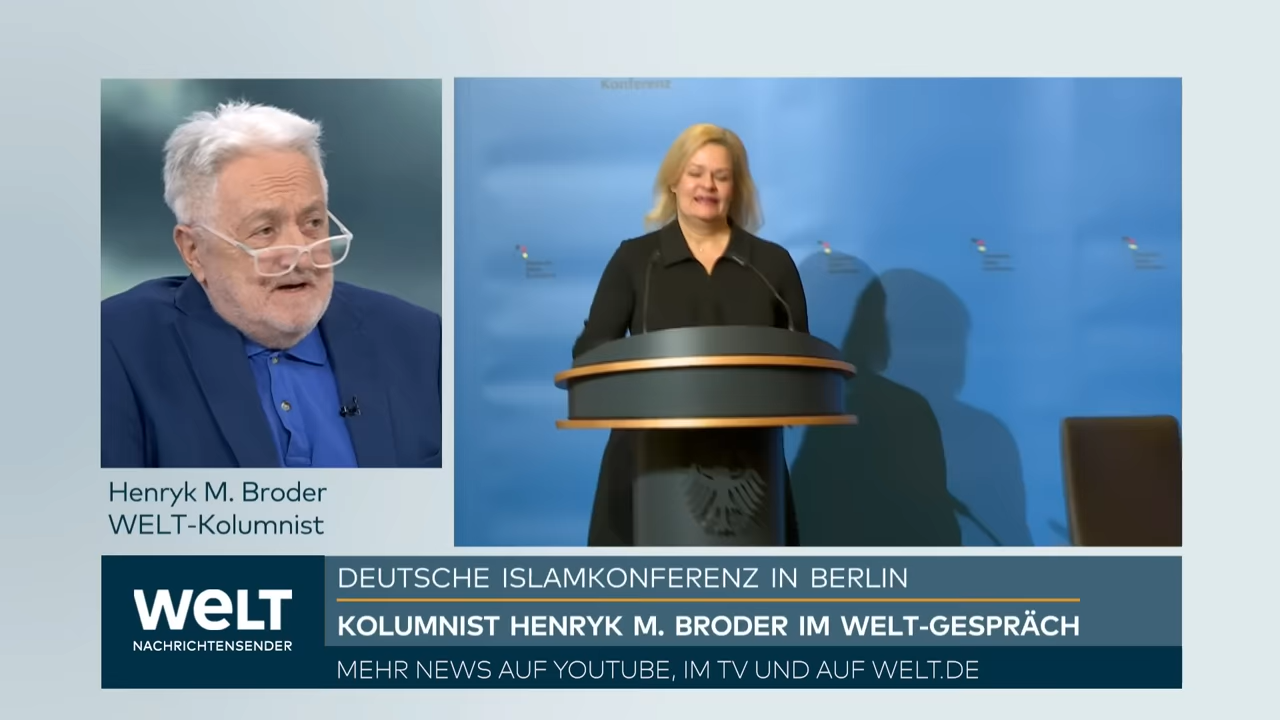 Konferenz
Henryk M. Broder
WELT-Kolumnist
WELT
NACHRICHTENSENDER
DEUTSCHE ISLAMKONFERENZ IN BERLIN
KOLUMNIST HENRYK M. BRODER IM WELT-GESPRÄCH
MEHR NEWS AUF YOUTUBE, IM TV UND AUF WELT.DE